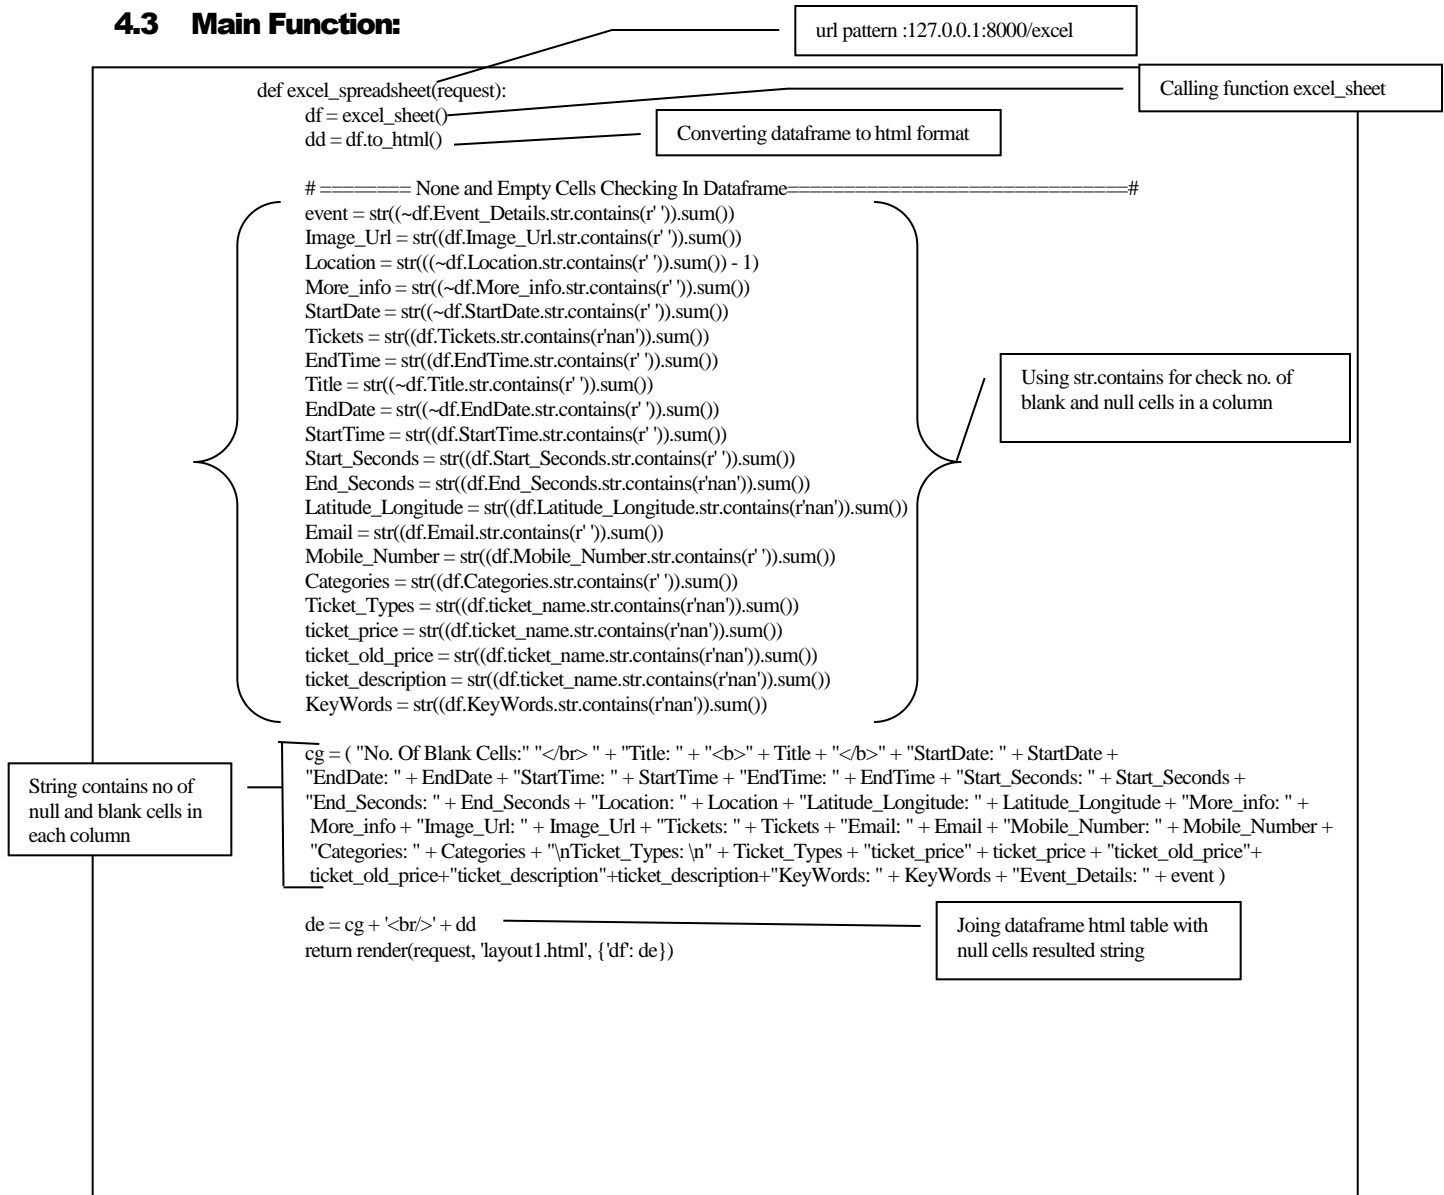 4.3 Main Function:
url pattern :127.0.0.1:8000/excel
def excel_spreadsheet(request):
Calling function excel_sheet
df = excel_sheet()
dd = df.to_html()
Converting dataframe to html format
# ======== None and Empty Cells Checking In Dataframe==============================#
event = str((~df.Event_Details.str.contains(r' ')).sum())
Image_Url = str((df.Image_Url.str.contains(r' ')).sum())
Location = str(((~df.Location.str.contains(r' ')).sum()) - 1)
More_info = str((~df.More_info.str.contains(r' ')).sum())
StartDate = str((~df.StartDate.str.contains(r' ')).sum())
Tickets = str((df.Tickets.str.contains(r'nan')).sum())
EndTime = str((df.EndTime.str.contains(r' ')).sum())
Title = str((~df.Title.str.contains(r' ')).sum())
EndDate = str((~df.EndDate.str.contains(r' ')).sum())
StartTime = str((df.StartTime.str.contains(r' ')).sum())
Start_Seconds = str((df.Start_Seconds.str.contains(r' ')).sum())
End_Seconds = str((df.End_Seconds.str.contains(r'nan')).sum())
Latitude_Longitude = str((df.Latitude_Longitude.str.contains(r'nan')).sum())
Email = str((df.Email.str.contains(r' ')).sum())
Mobile_Number = str((df.Mobile_Number.str.contains(r' ')).sum())
Categories = str((df.Categories.str.contains(r' ')).sum())
Ticket_Types = str((df.ticket_name.str.contains(r'nan')).sum())
ticket_price = str((df.ticket_name.str.contains(r'nan')).sum())
ticket_old_price = str((df.ticket_name.str.contains(r'nan')).sum())
ticket_description = str((df.ticket_name.str.contains(r'nan')).sum())
KeyWords = str((df.KeyWords.str.contains(r'nan')).sum())
Using str.contains for check no. of
blank and null cells in a column
cg = ( "No. Of Blank Cells:" "</br> " + "Title: " + "<b>" + Title + "</b>" + "StartDate: " + StartDate +
"EndDate: " + EndDate + "StartTime: " + StartTime + "EndTime: " + EndTime + "Start_Seconds: " + Start_Seconds +
"End_Seconds: " + End_Seconds + "Location: " + Location + "Latitude_Longitude: " + Latitude_Longitude + "More_info: " +
More_info + "Image_Url: " + Image_Url + "Tickets: " + Tickets + "Email: " + Email + "Mobile_Number: " + Mobile_Number +
"Categories: " + Categories + "\nTicket_Types: \n" + Ticket_Types + "ticket_price" + ticket_price + "ticket_old_price"+
ticket_old_price+"ticket_description"+ticket_description+"KeyWords: " + KeyWords + "Event_Details: " + event )
String contains no of
null and blank cells in
each column
de = cg + '<br/>' + dd
return render(request, 'layout1.html', {'df': de})
Joing dataframe html table with
null cells resulted string